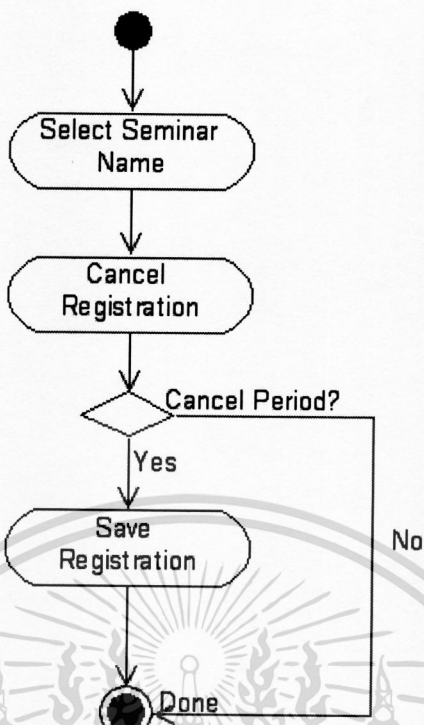 Select Seminar
Name
Cancel
Registration
Cancel Period?
Yes
Save
Registration
No
Done